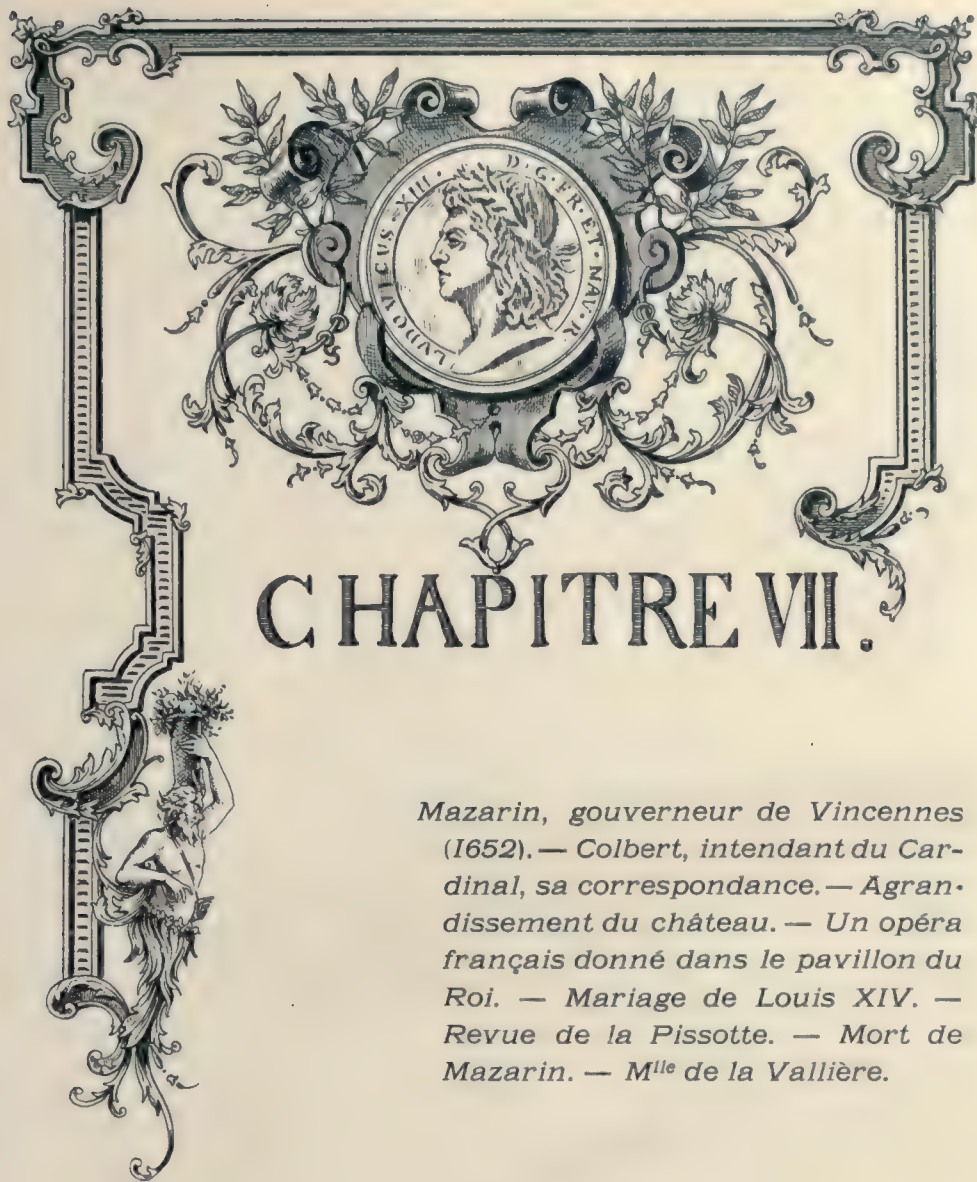 LVDOVICUS·XIII·D·G·FR·ET·NAV·R·
CHAPITRE VII.
Mazarin, gouverneur de Vincennes
(1652). — Colbert, intendant du Car-
dinal, sa correspondance. — Agran-
dissement du château. — Un opéra
français donné dans le pavillon du
Roi. — Mariage de Louis XIV. —
Revue de la Pissotte. — Mort de
Mazarin. — Mlle de la Vallière.